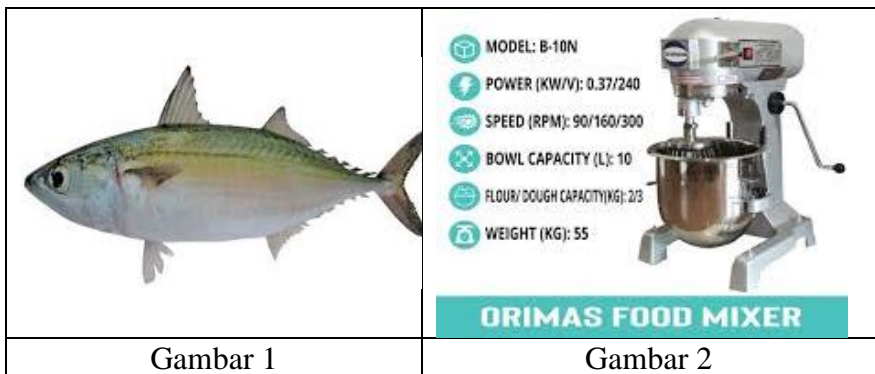 MODEL: B-10N
POWER (KW/V): 0.37/240
SPEED (RPM): 90/160/300
BOWL CAPACITY (L): 10
FLOUR/ DOUGH CAPACITY(KG): 2/3
WEIGHT (KG): 55
ORIMAS FOOD MIXER
Gambar 1
Gambar 2